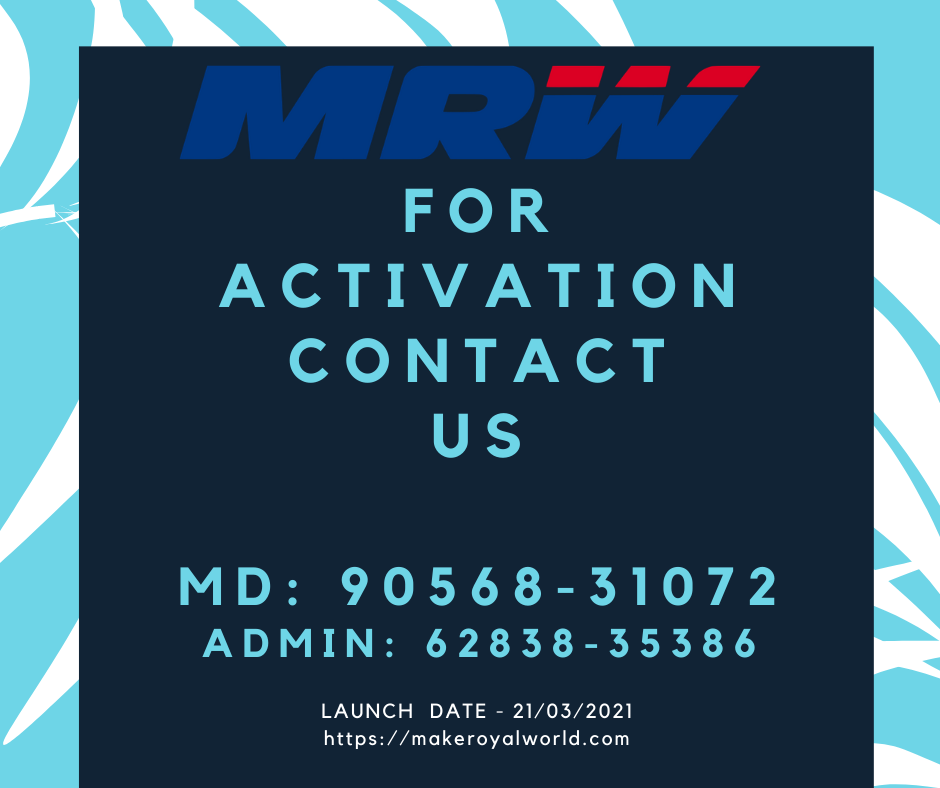 MRW
FOR
ACTIVATION
CONTACT
US
MD: 90568-31072
ADMIN: 62838-35386
LAUNCH DATE - 21/03/2021
https://makeroyalworld.com